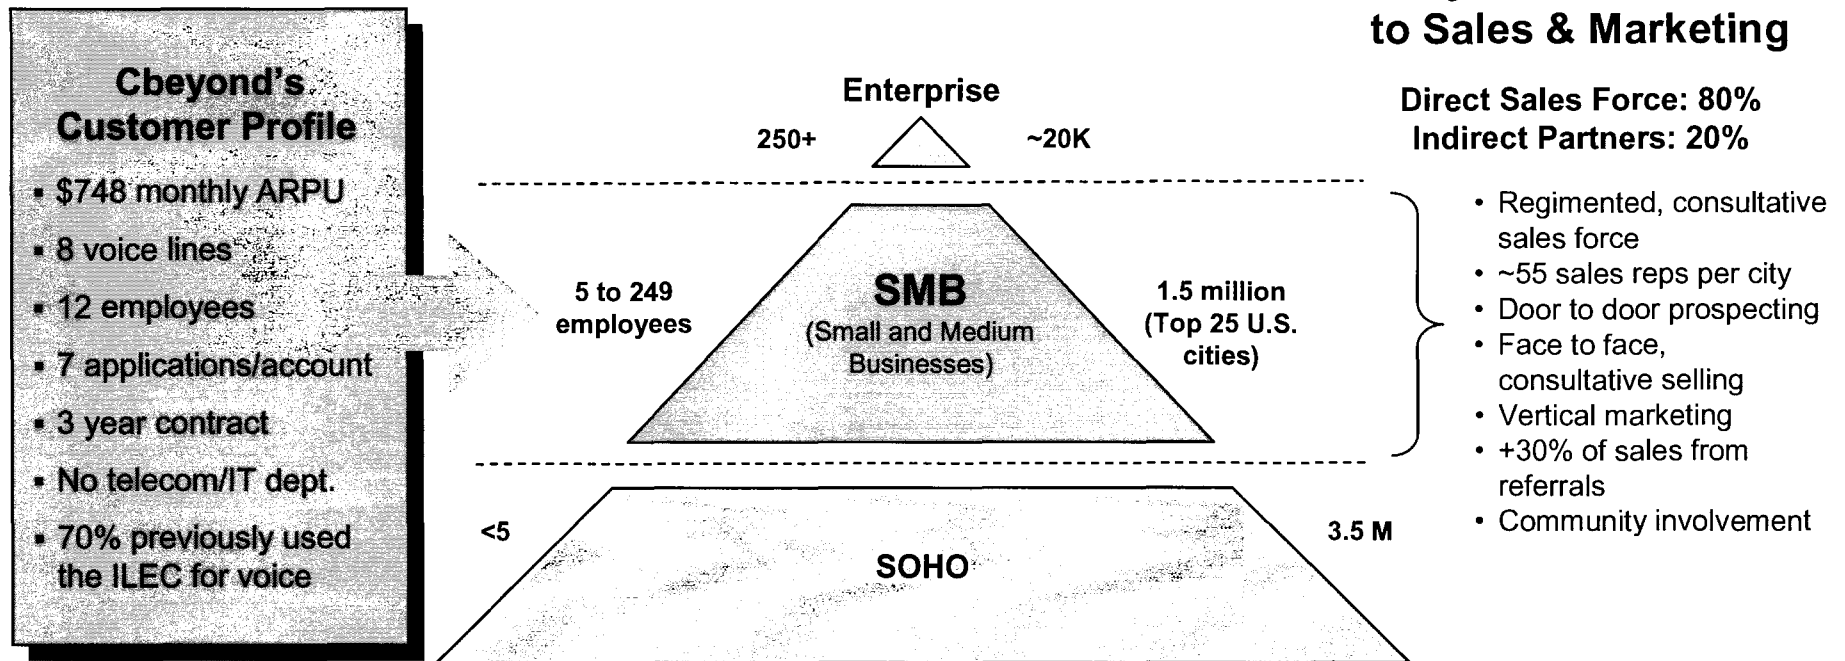 to Sales & Marketing
Cbeyond's
Customer Profile
▪ $748 monthly ARPU
▪ 8 voice lines
▪ 12 employees
▪ 7 applications/account
▪ 3 year contract
▪ No telecom/IT dept.
▪ 70% previously used
the ILEC for voice
Enterprise
250+
~20K
5 to 249
employees
SMB
(Small and Medium
Businesses)
1.5 million
(Top 25 U.S.
cities)
<5
SOHO
3.5 M
Direct Sales Force: 80%
Indirect Partners: 20%
• Regimented, consultative
sales force
• ~55 sales reps per city
• Door to door prospecting
• Face to face,
consultative selling
• Vertical marketing
• +30% of sales from
referrals
• Community involvement